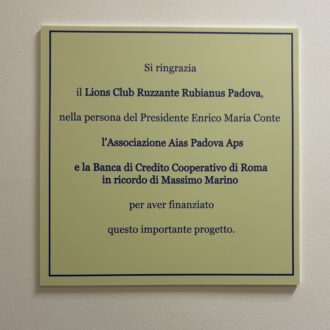 Si ringrazia
il Lions Club Ruzzante Rubianus Padova,
nella persona del Presidente Enrico Maria Conte
l'Associazione Aias Padova Aps
e la Banca di Credito Cooperativo di Roma
in ricordo di Massimo Marino
per aver finanziato
questo importante progetto.